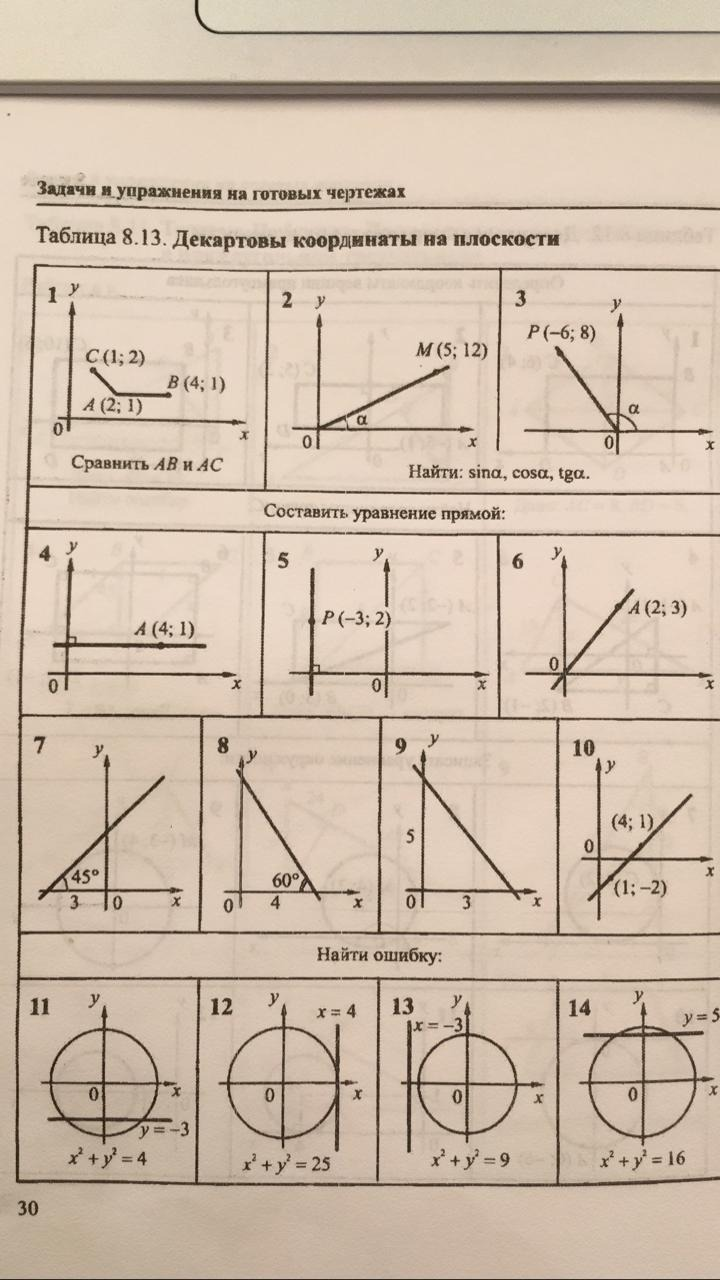 Задачи и упражнения на готовых чертежах
Таблица 8.13. Декартовы координаты на плоскости
1
y
C (1; 2)
B (4; 1)
A (2; 1)
0
x
Сравнить AB и AC
2
y
M (5; 12)
α
0
x
3
y
P (−6; 8)
α
0
x
Найти: sinα, cosα, tgα.
Составить уравнение прямой:
4
y
A (4; 1)
0
x
5
y
P (−3; 2)
0
x
6
y
A (2; 3)
0
x
7
y
45°
3
0
x
8
y
60°
0
4
x
9
y
5
0
3
x
10
y
(4; 1)
0
x
(1; −2)
Найти ошибку:
11
y
0
x
y = −3
x² + y² = 4
12
y
x = 4
0
x
x² + y² = 25
13
y
x = −3
0
x
x² + y² = 9
14
y
y = 5
0
x
x² + y² = 16
30